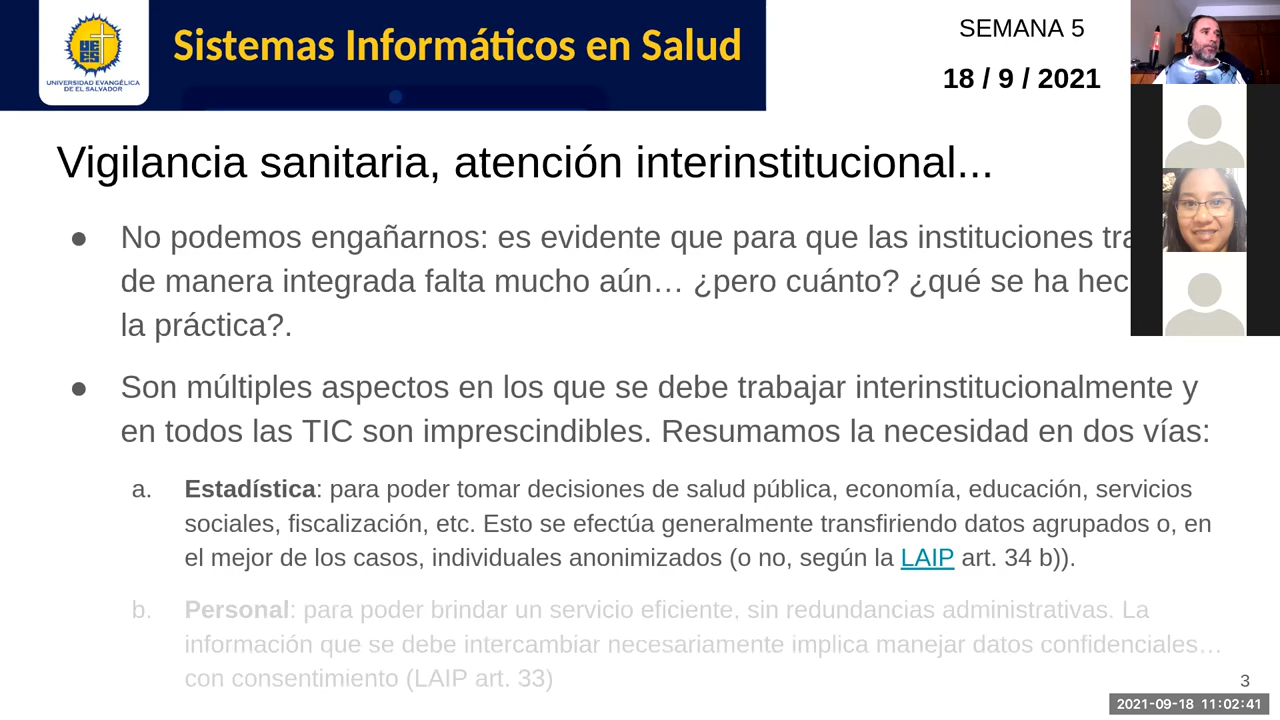 UNIVERSIDAD EVANGÉLICA
DE EL SALVADOR
Sistemas Informáticos en Salud
SEMANA 5
18 / 9 / 2021
Vigilancia sanitaria, atención interinstitucional...
● No podemos engañarnos: es evidente que para que las instituciones tra
de manera integrada falta mucho aún… ¿pero cuánto? ¿qué se ha hec
la práctica?.
● Son múltiples aspectos en los que se debe trabajar interinstitucionalmente y
en todos las TIC son imprescindibles. Resumamos la necesidad en dos vías:
a. Estadística: para poder tomar decisiones de salud pública, economía, educación, servicios
sociales, fiscalización, etc. Esto se efectúa generalmente transfiriendo datos agrupados o, en
el mejor de los casos, individuales anonimizados (o no, según la LAIP art. 34 b)).
b. Personal: para poder brindar un servicio eficiente, sin redundancias administrativas. La
información que se debe intercambiar necesariamente implica manejar datos confidenciales…
con consentimiento (LAIP art. 33)
3
2021-09-18 11:02:41